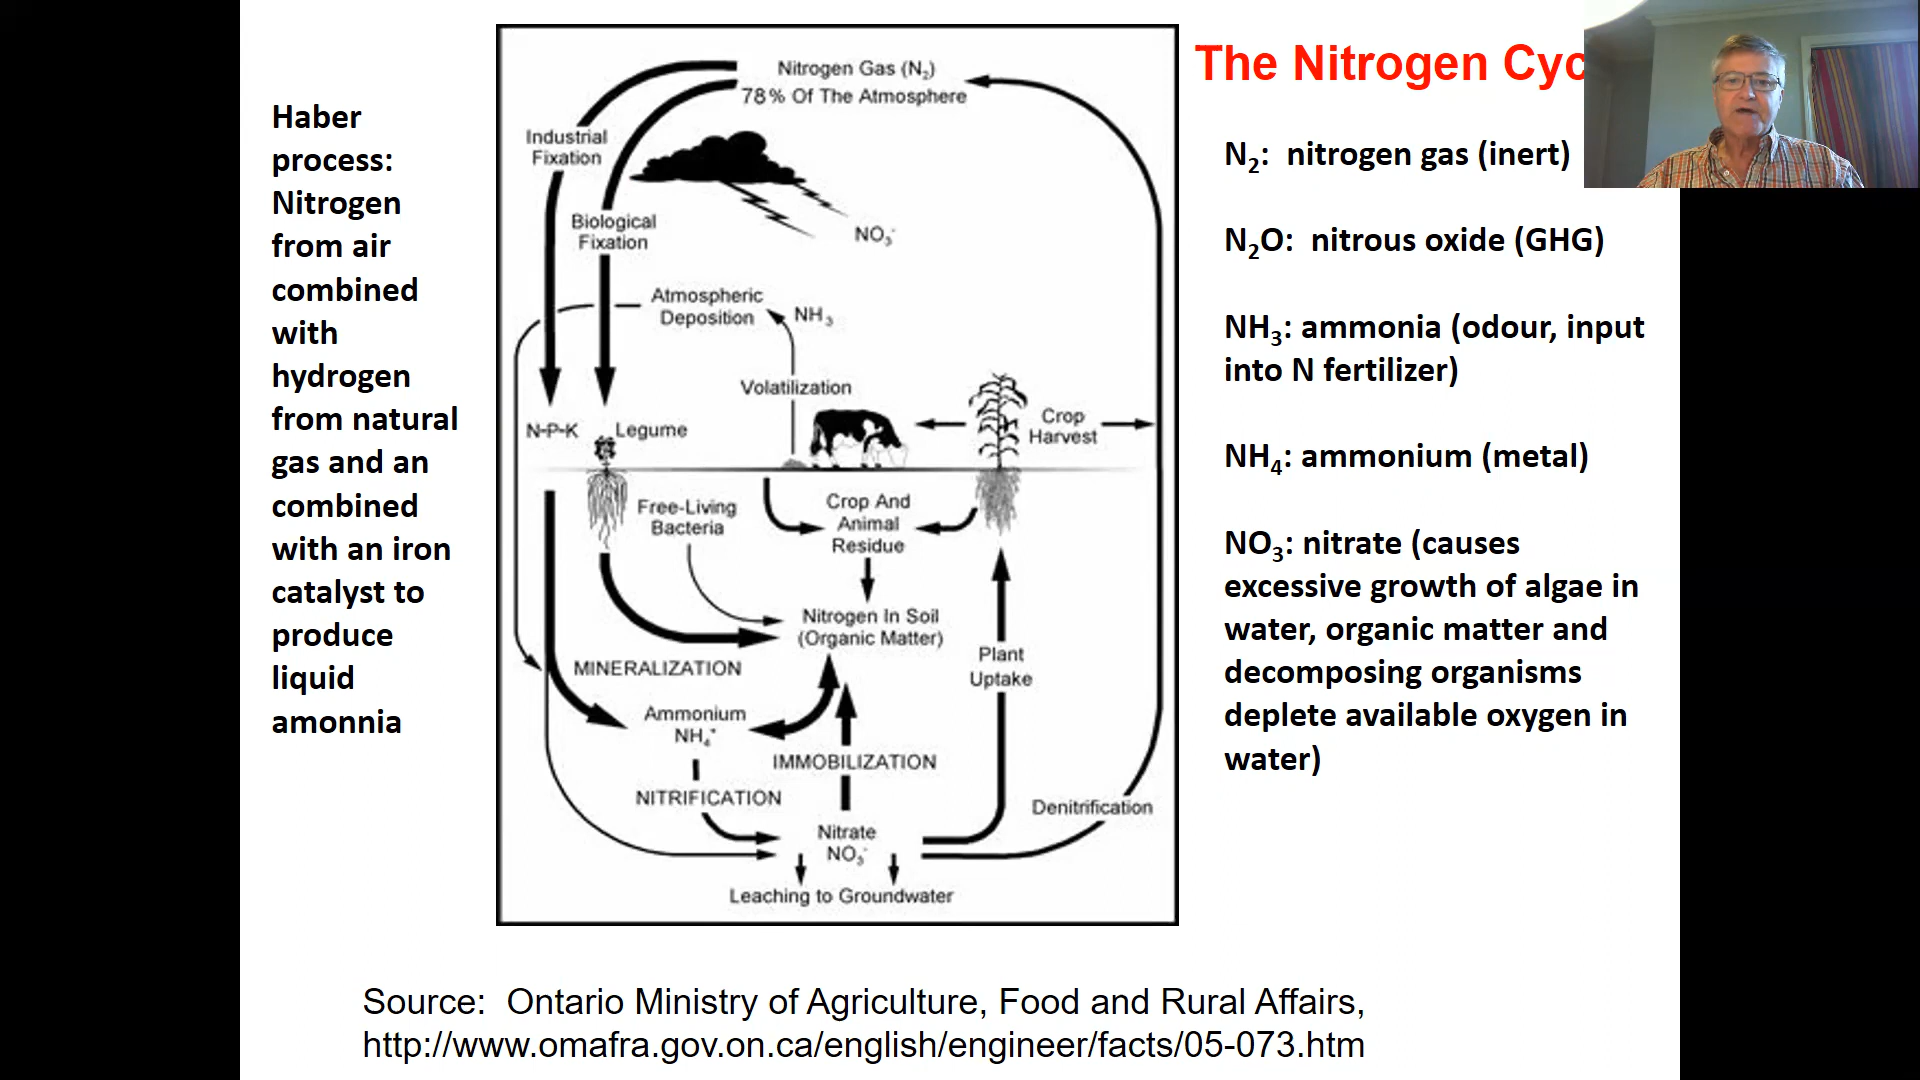 The Nitrogen Cyc
Haber
process:
Nitrogen
from air
combined
with
hydrogen
from natural
gas and an
combined
with an iron
catalyst to
produce
liquid
amonnia
Nitrogen Gas (N₂)
78% Of The Atmosphere
Industrial
Fixation
Biological
Fixation
NO₃⁻
Atmospheric
Deposition
NH₃
Volatilization
N-P-K
Legume
Crop
Harvest
Free-Living
Bacteria
Crop And
Animal
Residue
Nitrogen In Soil
(Organic Matter)
MINERALIZATION
Plant
Uptake
Ammonium
NH₄⁺
IMMOBILIZATION
NITRIFICATION
Denitrification
Nitrate
NO₃⁻
Leaching to Groundwater
N₂: nitrogen gas (inert)
N₂O: nitrous oxide (GHG)
NH₃: ammonia (odour, input
into N fertilizer)
NH₄: ammonium (metal)
NO₃: nitrate (causes
excessive growth of algae in
water, organic matter and
decomposing organisms
deplete available oxygen in
water)
Source: Ontario Ministry of Agriculture, Food and Rural Affairs,
http://www.omafra.gov.on.ca/english/engineer/facts/05-073.htm